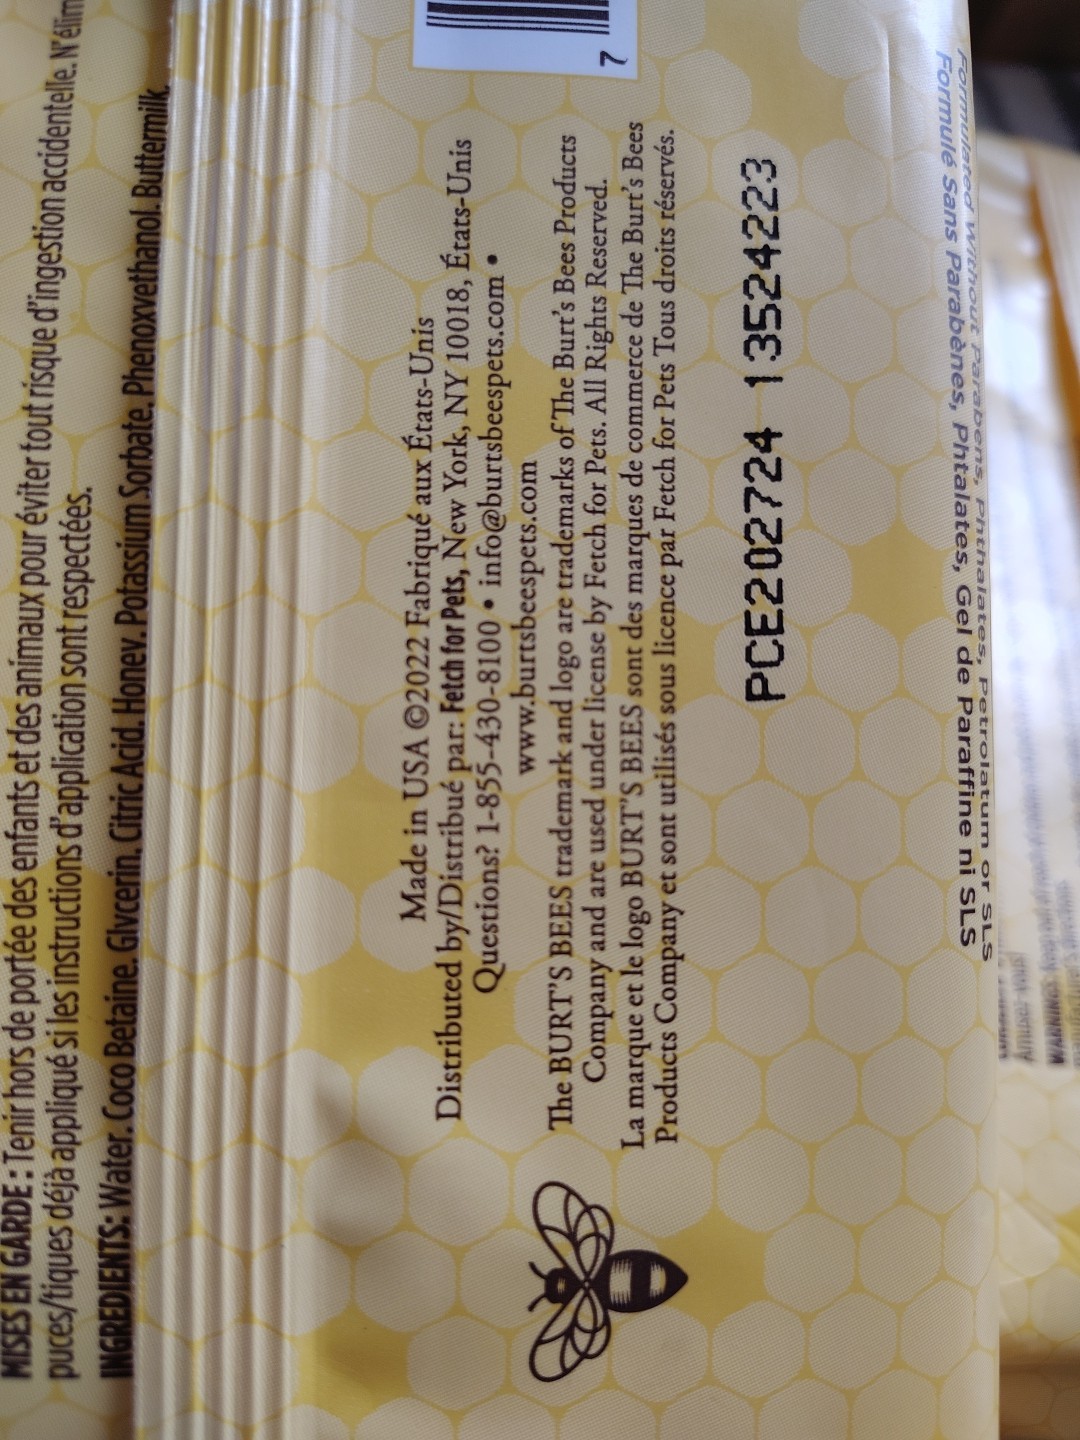 MISES EN GARDE : Tenir hors de portée des enfants et des animaux pour éviter tout risque d'ingestion accidentelle. N'élim
puces/tiques déjà appliqué si les instructions d'application sont respectées.
INGREDIENTS: Water, Coco Betaine, Glycerin, Citric Acid, Honey, Potassium Sorbate, Phenoxyethanol, Buttermilk.
Made in USA ©2022 Fabriqué aux États-Unis
Distributed by/Distribué par: Fetch for Pets, New York, NY 10018, États-Unis
Questions? 1-855-430-8100 • info@burtsbeespets.com •
www.burtsbeespets.com
The BURT'S BEES trademark and logo are trademarks of The Burt's Bees Products
Company and are used under license by Fetch for Pets. All Rights Reserved.
La marque et le logo BURT'S BEES sont des marques de commerce de The Burt's Bees
Products Company et sont utilisés sous licence par Fetch for Pets Tous droits réservés.
7
PCE202724 13524223
Formulated Without Parabens, Phthalates, Petrolatum or SLS
Formulé Sans Parabènes, Phtalates, Gel de Paraffine ni SLS
Amusez-vous!
WARNINGS: